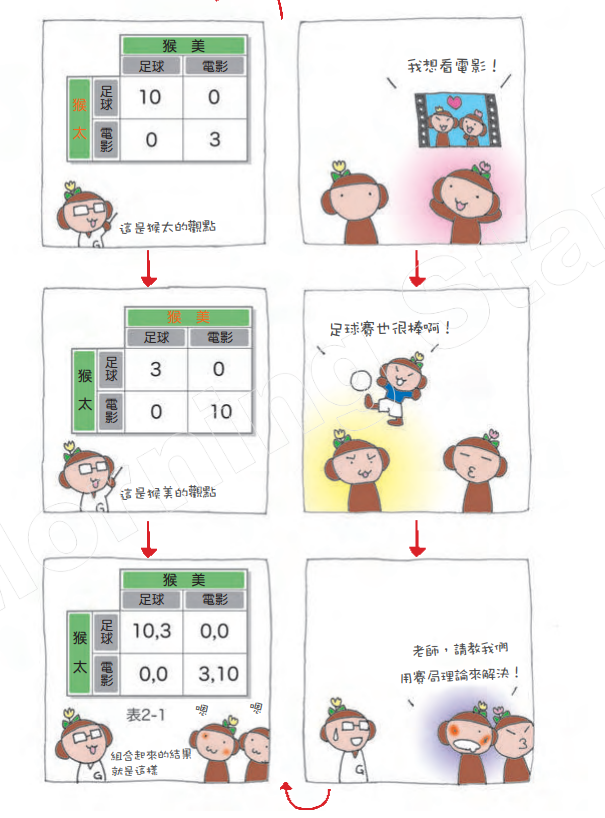 我想看電影！
足球賽也很棒啊！
老師，請教我們
用賽局理論來解決！
猴 美
足球 電影
猴太 足球 10 0
電影 0 3
這是猴太的觀點
猴 美
足球 電影
猴太 足球 3 0
電影 0 10
這是猴美的觀點
猴 美
足球 電影
猴太 足球 10,3 0,0
電影 0,0 3,10
表2-1
嗯 嗯
組合起來的結果
就是這樣
G
G
G
G
Morning Sta